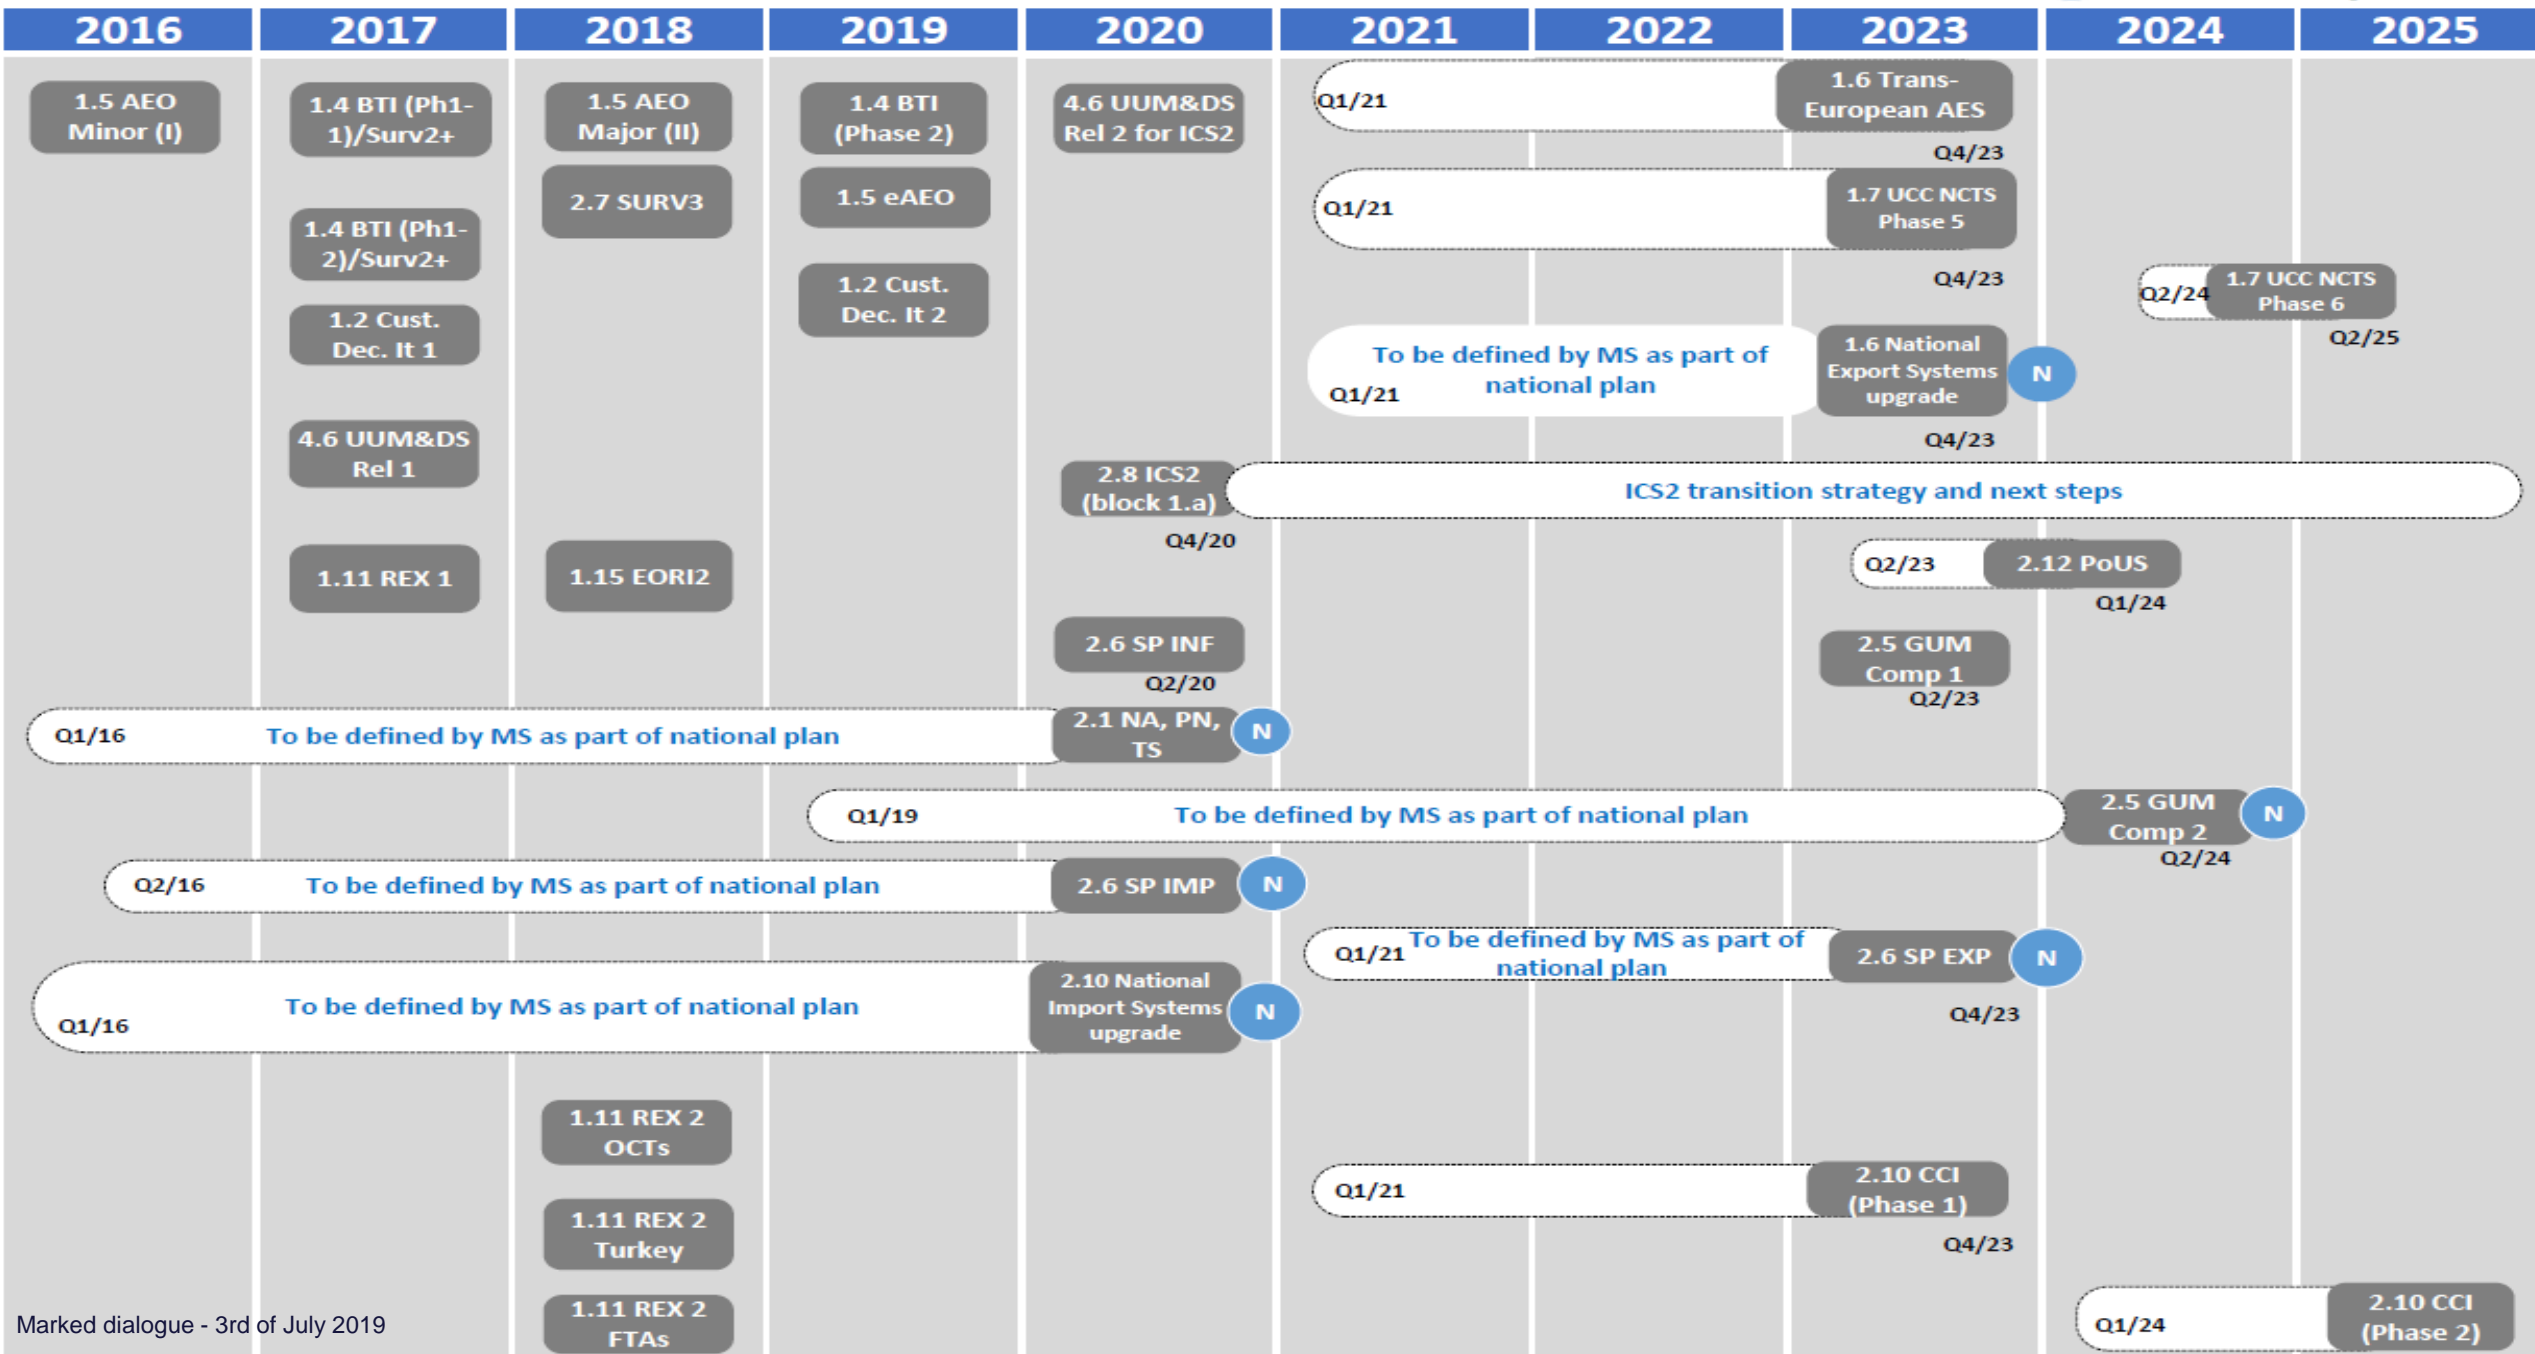 2016 2017 2018 2019 2020 2021 2022 2023 2024 2025
1.5 AEO
Minor (I)
1.4 BTI (Ph1-
1)/Surv2+
1.5 AEO
Major (II)
1.4 BTI
(Phase 2)
4.6 UUM&DS
Rel 2 for ICS2
Q1/21
1.6 Trans-
European AES
Q4/23
2.7 SURV3
1.5 eAEO
Q1/21
1.7 UCC NCTS
Phase 5
Q4/23
1.4 BTI (Ph1-
2)/Surv2+
1.2 Cust.
Dec. It 2
Q2/24
1.7 UCC NCTS
Phase 6
Q2/25
1.2 Cust.
Dec. It 1
To be defined by MS as part of
national plan
Q1/21
1.6 National
Export Systems
upgrade
N
Q4/23
4.6 UUM&DS
Rel 1
2.8 ICS2
(block 1.a)
ICS2 transition strategy and next steps
Q4/20
1.11 REX 1
1.15 EORI2
Q2/23
2.12 PoUS
Q1/24
2.6 SP INF
Q2/20
2.5 GUM
Comp 1
Q2/23
Q1/16
To be defined by MS as part of national plan
2.1 NA, PN,
TS
N
Q1/19
To be defined by MS as part of national plan
2.5 GUM
Comp 2
N
Q2/24
Q2/16
To be defined by MS as part of national plan
2.6 SP IMP
N
Q1/21
To be defined by MS as part of
national plan
2.6 SP EXP
N
Q4/23
To be defined by MS as part of national plan
Q1/16
2.10 National
Import Systems
upgrade
N
1.11 REX 2
OCTs
Q1/21
2.10 CCI
(Phase 1)
Q4/23
1.11 REX 2
Turkey
1.11 REX 2
FTAs
Q1/24
2.10 CCI
(Phase 2)
Marked dialogue - 3rd of July 2019